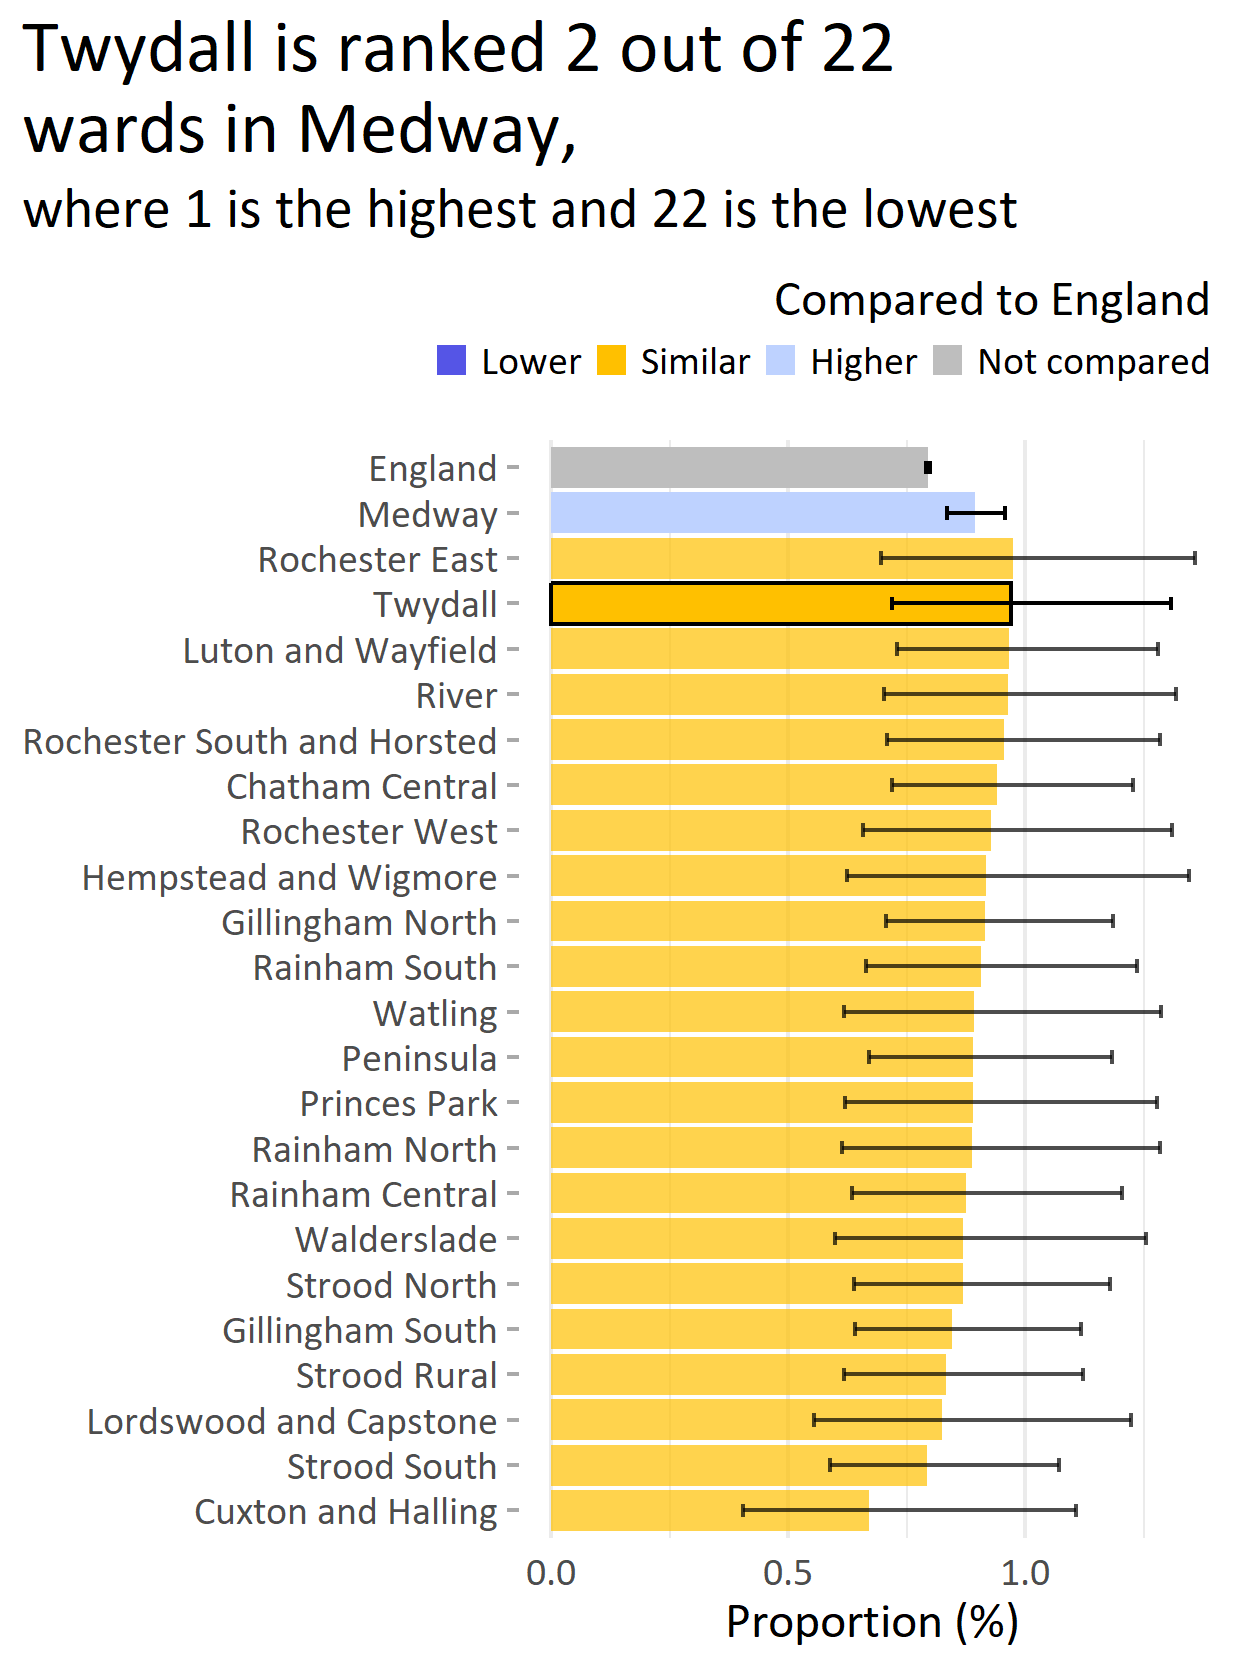 Twydall is ranked 2 out of 22
wards in Medway,
where 1 is the highest and 22 is the lowest
Compared to England
Lower Similar Higher Not compared
England
Medway
Rochester East
Twydall
Luton and Wayfield
River
Rochester South and Horsted
Chatham Central
Rochester West
Hempstead and Wigmore
Gillingham North
Rainham South
Watling
Peninsula
Princes Park
Rainham North
Rainham Central
Walderslade
Strood North
Gillingham South
Strood Rural
Lordswood and Capstone
Strood South
Cuxton and Halling
0.0 0.5 1.0
Proportion (%)